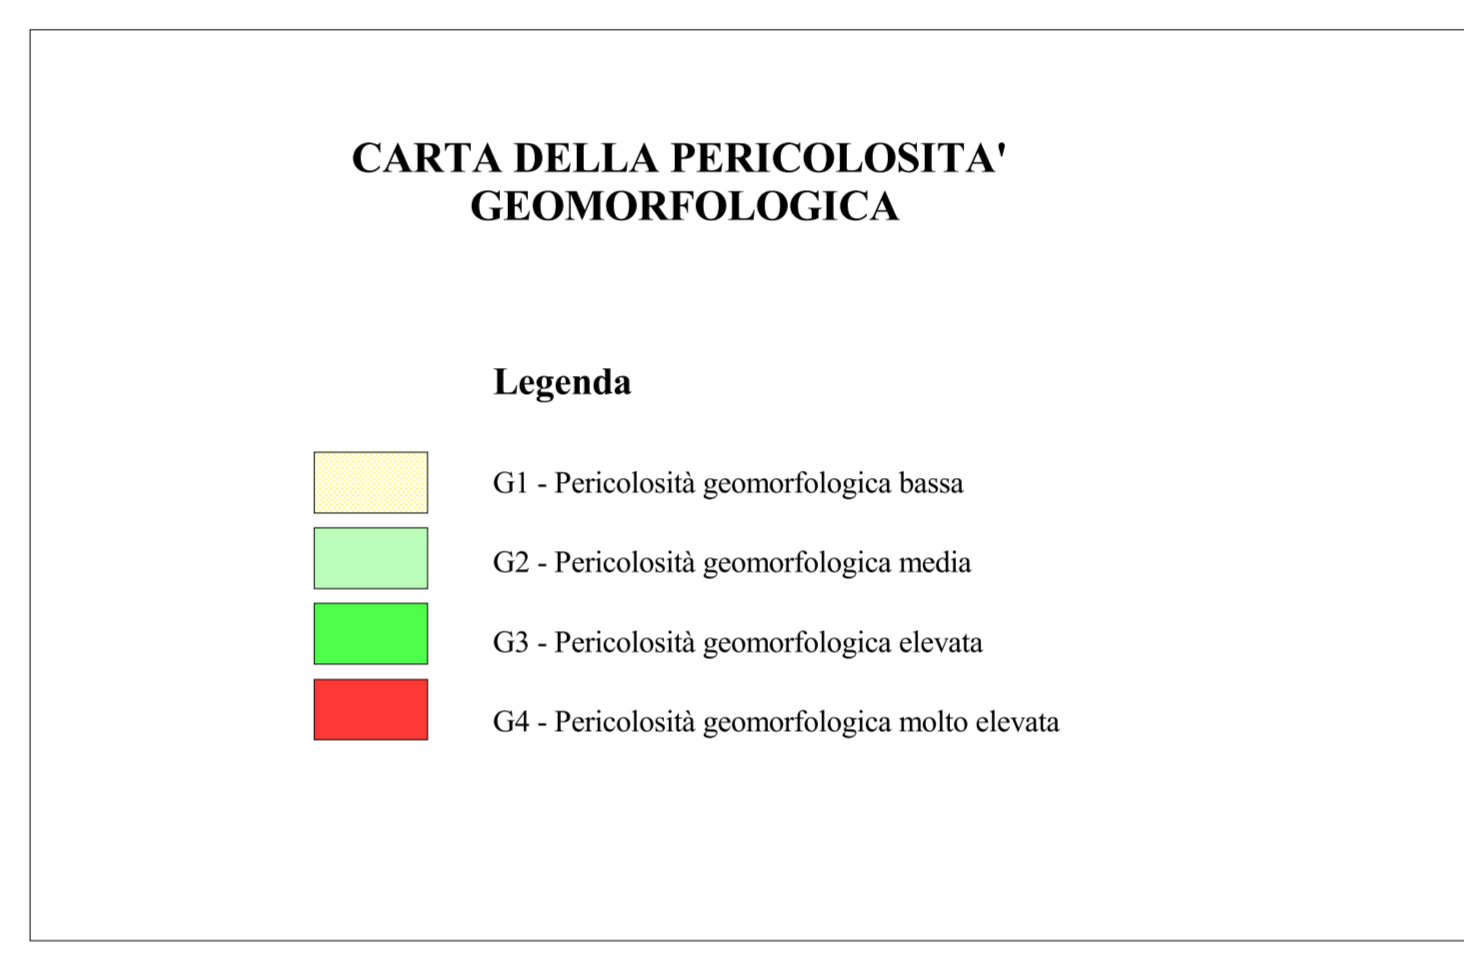 CARTA DELLA PERICOLOSITA'
GEOMORFOLOGICA
Legenda
G1 - Pericolosità geomorfologica bassa
G2 - Pericolosità geomorfologica media
G3 - Pericolosità geomorfologica elevata
G4 - Pericolosità geomorfologica molto elevata